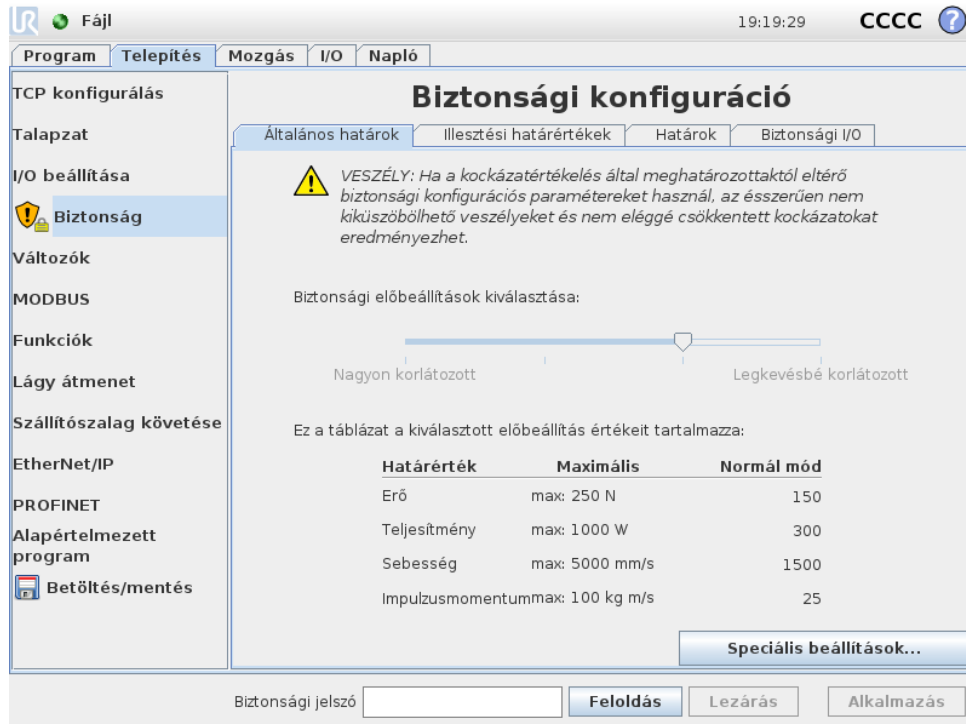 UR Fájl 19:19:29 CCCC ?
Program Telepítés Mozgás I/O Napló
TCP konfigurálás
Talapzat
I/O beállítása
Biztonság
Változók
MODBUS
Funkciók
Lágy átmenet
Szállítószalag követése
EtherNet/IP
PROFINET
Alapértelmezett
program
Betöltés/mentés
Biztonsági konfiguráció
Általános határok Illesztési határértékek Határok Biztonsági I/O
VESZÉLY: Ha a kockázatértékelés által meghatározottaktól eltérő
biztonsági konfigurációs paramétereket használ, az ésszerűen nem
kiküszöbölhető veszélyeket és nem eléggé csökkentett kockázatokat
eredményezhet.
Biztonsági előbeállítások kiválasztása:
Nagyon korlátozott Legkevésbé korlátozott
Ez a táblázat a kiválasztott előbeállítás értékeit tartalmazza:
Határérték Maximális Normál mód
Erő max: 250 N 150
Teljesítmény max: 1000 W 300
Sebesség max: 5000 mm/s 1500
Impulzusmomentum max: 100 kg m/s 25
Speciális beállítások...
Biztonsági jelszó Feloldás Lezárás Alkalmazás